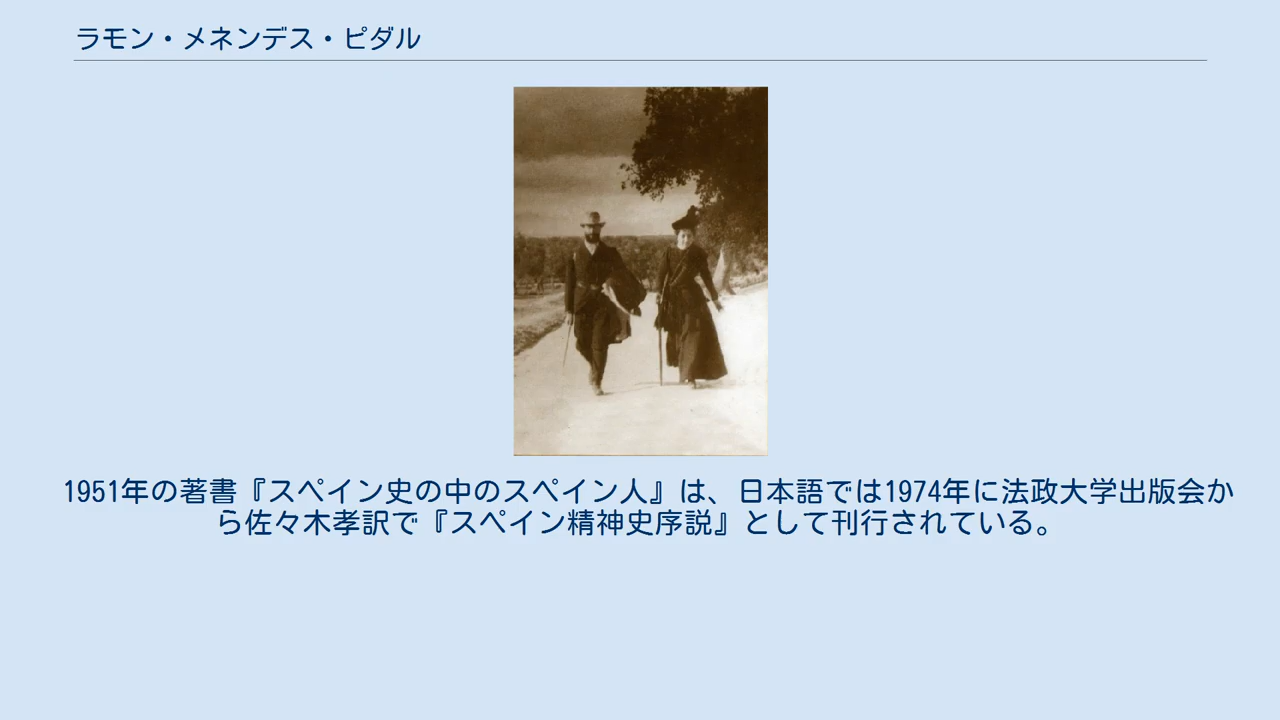 ラモン・メネンデス・ピダル
1951年の著書『スペイン史の中のスペイン人』は、日本語では1974年に法政大学出版会か
ら佐々木孝訳で『スペイン精神史序説』として刊行されている。